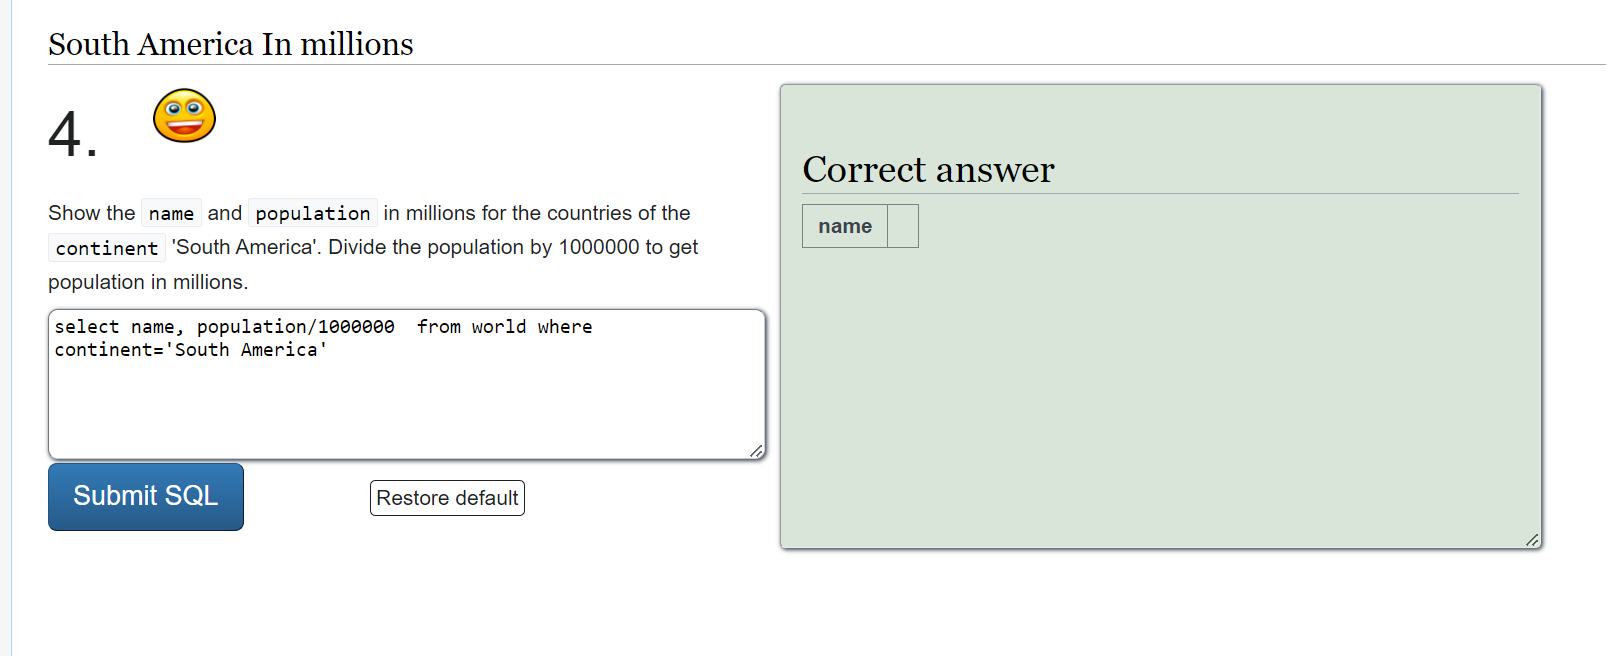 South America In millions
4.
Show the name and population in millions for the countries of the
continent 'South America'. Divide the population by 1000000 to get
population in millions.
select name, population/1000000  from world where
continent='South America'
Submit SQL
Restore default
Correct answer
name